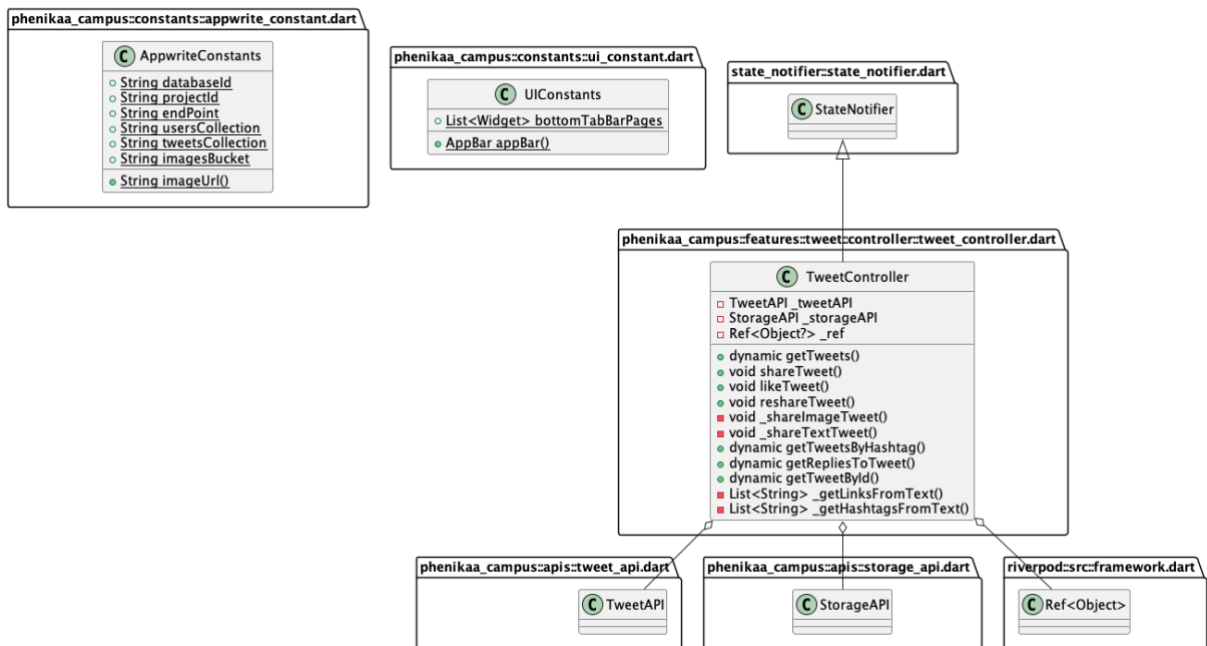 phenikaa_campus::constants::appwrite_constant.dart
C AppwriteConstants
String databaseId
String projectId
String endPoint
String usersCollection
String tweetsCollection
String imagesBucket
String imageUrl()
phenikaa_campus::constants::ui_constant.dart
C UIConstants
List<Widget> bottomTabBarPages
AppBar appBar()
state_notifier::state_notifier.dart
C StateNotifier
phenikaa_campus::features::tweet::controller::tweet_controller.dart
C TweetController
TweetAPI _tweetAPI
StorageAPI _storageAPI
Ref<Object?> _ref
dynamic getTweets()
void shareTweet()
void likeTweet()
void reshareTweet()
void _shareImageTweet()
void _shareTextTweet()
dynamic getTweetsByHashtag()
dynamic getRepliesToTweet()
dynamic getTweetById()
List<String> _getLinksFromText()
List<String> _getHashtagsFromText()
phenikaa_campus::apis::tweet_api.dart
C TweetAPI
phenikaa_campus::apis::storage_api.dart
C StorageAPI
riverpod::src::framework.dart
C Ref<Object>